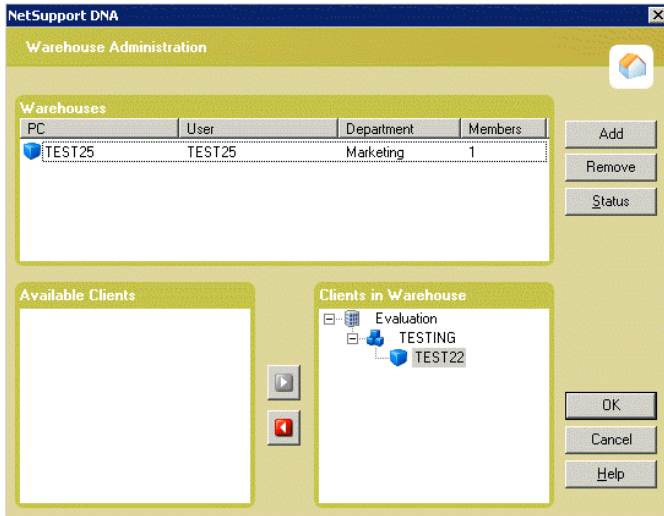 NetSupport DNA
Warehouse Administration
Warehouses
PC User Department Members
TEST25 TEST25 Marketing 1
Add
Remove
Status
Available Clients
Clients in Warehouse
Evaluation
TESTING
TEST22
OK
Cancel
Help